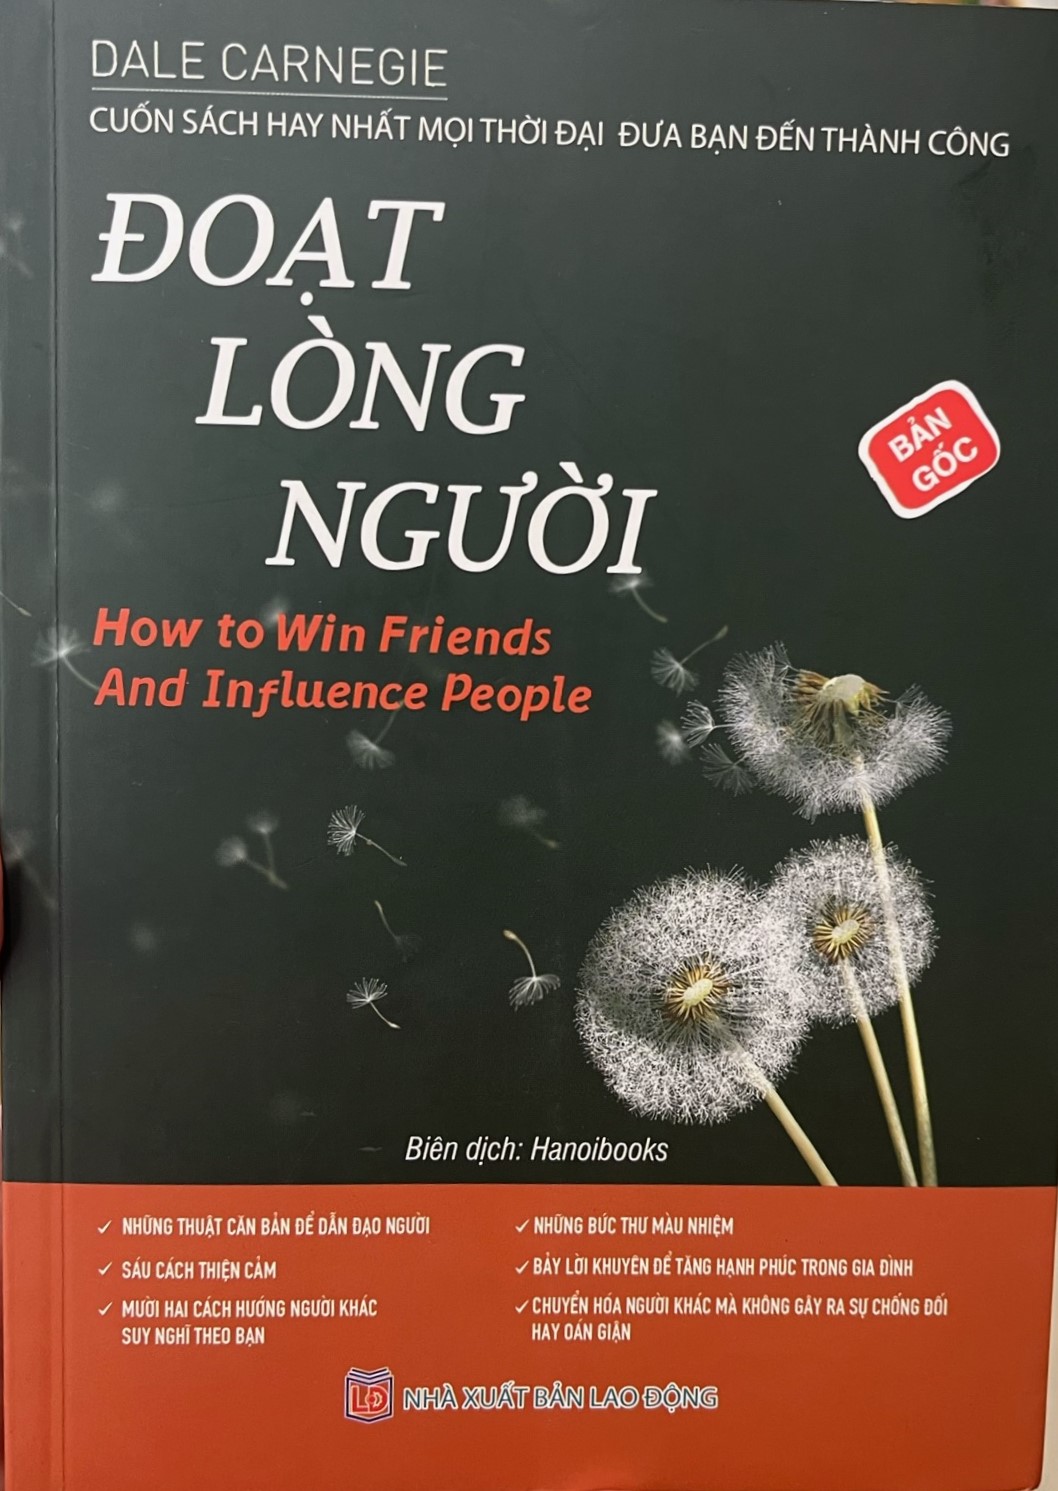 DALE CARNEGIE
CUỐN SÁCH HAY NHẤT MỌI THỜI ĐẠI ĐƯA BẠN ĐẾN THÀNH CÔNG
ĐOẠT
LÒNG
NGƯỜI
BẢN
GỐC
How to Win Friends
And Influence People
Biên dịch: Hanoibooks
✓ NHỮNG THUẬT CĂN BẢN ĐỂ DẪN ĐẠO NGƯỜI
✓ SÁU CÁCH THIỆN CẢM
✓ MƯỜI HAI CÁCH HƯỚNG NGƯỜI KHÁC
SUY NGHĨ THEO BẠN
✓ NHỮNG BỨC THƯ MÀU NHIỆM
✓ BẢY LỜI KHUYÊN ĐỂ TĂNG HẠNH PHÚC TRONG GIA ĐÌNH
✓ CHUYỂN HÓA NGƯỜI KHÁC MÀ KHÔNG GÂY RA SỰ CHỐNG ĐỐI
HAY OÁN GIẬN
LĐ NHÀ XUẤT BẢN LAO ĐỘNG